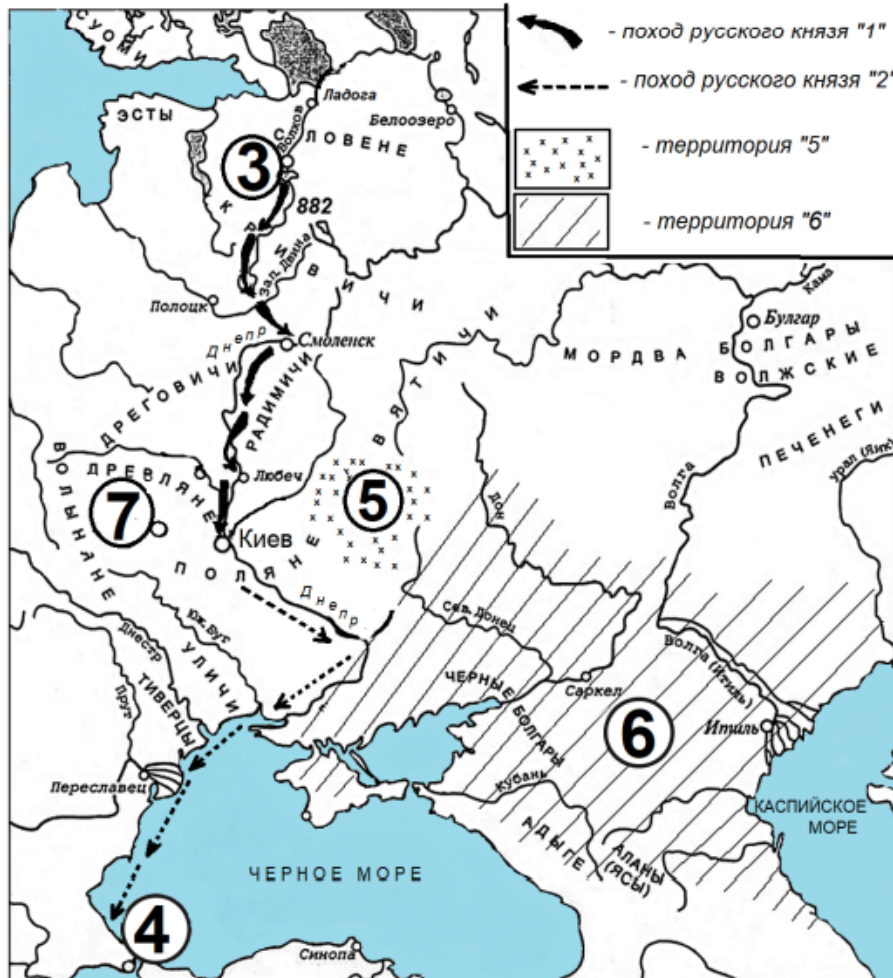 - поход русского князя "1"
- поход русского князя "2"
- территория "5"
- территория "6"
СУОМИ
Ладога
Белоозеро
ЭСТЫ
Волхов
СЛОВЕНЕ
3
882
КРИВИЧИ
Зап. Двина
Полоцк
Днепр
Смоленск
Кама
Булгар
МОРДВА
БОЛГАРЫ
ВОЛЖСКИЕ
ВЯТИЧИ
ДРЕГОВИЧИ
РАДИМИЧИ
ПЕЧЕНЕГИ
Урал (Яик)
ВОЛЫНЯНЕ
ДРЕВЛЯНЕ
Любеч
7
5
Дон
Волга
Киев
ПОЛЯНЕ
Днепр
Сев. Донец
Юж. Буг
УЛИЧИ
Днестр
ТИВЕРЦЫ
Прут
ЧЕРНЫЕ
БОЛГАРЫ
Саркел
Волга (Итиль)
6
Итиль
Переславец
Кубань
КАСПИЙСКОЕ
МОРЕ
АДЫГЕ
АЛАНЫ
(ЯСЫ)
ЧЕРНОЕ МОРЕ
4
Синопа